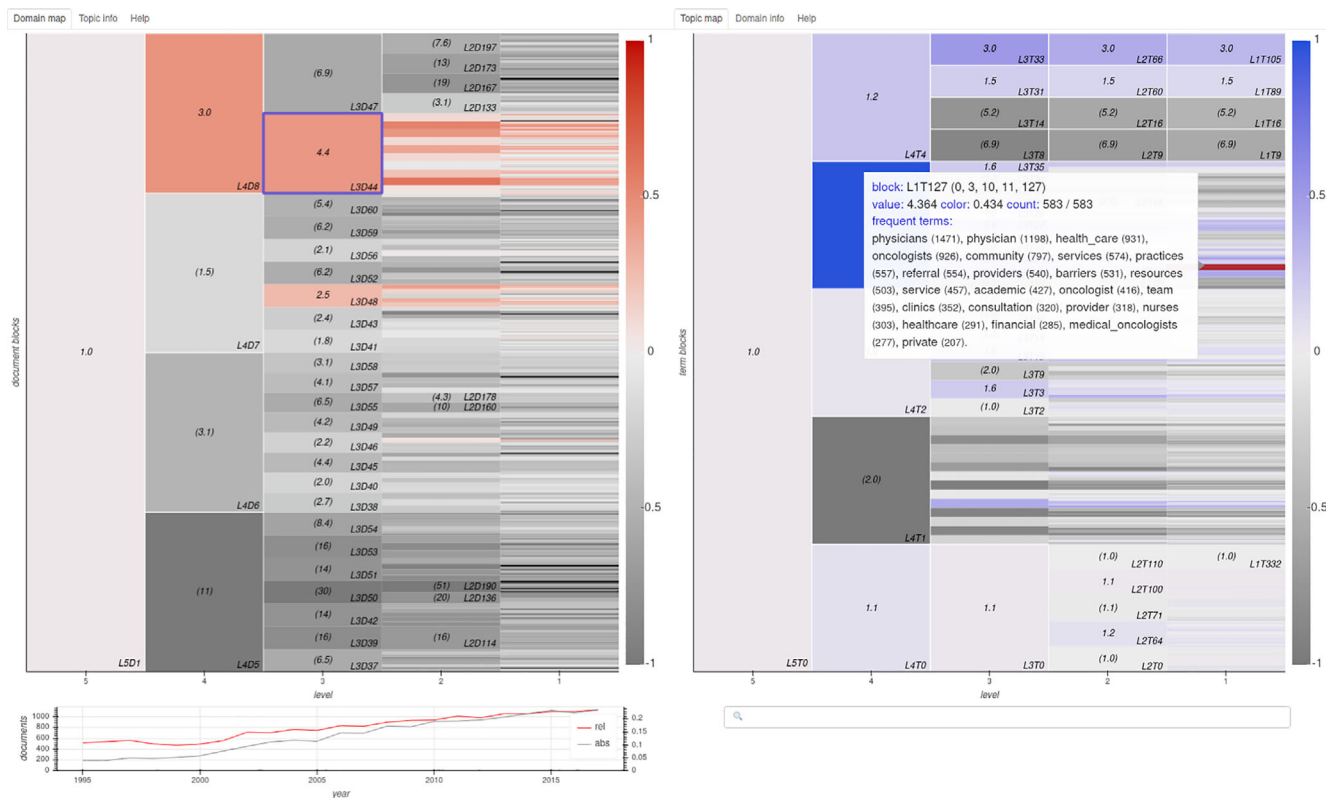 Domain map
Topic info
Help
(7.6) L2D197
(13) L2D173
(19) L2D167
(3.1) L2D133
(6.9)
L3D47
3.0
L4D8
4.4
L3D44
(5.4) L3D60
(6.2) L3D59
(2.1) L3D56
(6.2) L3D52
2.5 L3D48
(2.4) L3D43
(1.8) L3D41
(1.5)
L4D7
(3.1) L3D58
(4.1) L3D57
(6.5) L3D55
(4.3) L2D178
(10) L2D160
(4.2) L3D49
(2.2) L3D46
(4.4) L3D45
(2.0) L3D40
(2.7) L3D38
(3.1)
L4D6
(8.4) L3D54
(16) L3D53
(14) L3D51
(30) L3D50
(51) L2D190
(20) L2D136
(14) L3D42
(16) L3D39
(16) L2D114
(6.5) L3D37
(11)
L4D5
1.0
L5D1
document blocks
5 4 3 2 1
level
1
0.5
0
-0.5
-1
documents
1000
800
600
400
200
0
0.2
0.15
0.1
0.05
0
rel
abs
1995 2000 2005 2010 2015
year
Topic map
Domain info
Help
3.0 L3T33
3.0 L2T66
3.0 L1T105
1.5 L3T31
1.5 L2T60
1.5 L1T89
(5.2) L3T14
(5.2) L2T16
(5.2) L1T16
(6.9) L3T8
(6.9) L2T9
(6.9) L1T9
1.2
L4T4
1.6 L3T35
block: L1T127 (0, 3, 10, 11, 127)
value: 4.364 color: 0.434 count: 583 / 583
frequent terms:
physicians (1471), physician (1198), health_care (931),
oncologists (926), community (797), services (574), practices
(557), referral (554), providers (540), barriers (531), resources
(503), service (457), academic (427), oncologist (416), team
(395), clinics (352), consultation (320), provider (318), nurses
(303), healthcare (291), financial (285), medical_oncologists
(277), private (207).
(2.0) L3T9
1.6 L3T3
(1.0) L3T2
L4T2
(2.0)
L4T1
(1.0) L2T110
(1.0) L1T332
1.1 L2T100
(1.1) L2T71
1.2 L2T64
(1.0) L2T0
1.1
L4T0
1.1
L3T0
1.0
L5T0
term blocks
5 4 3 2 1
level
1
0.5
0
-0.5
-1